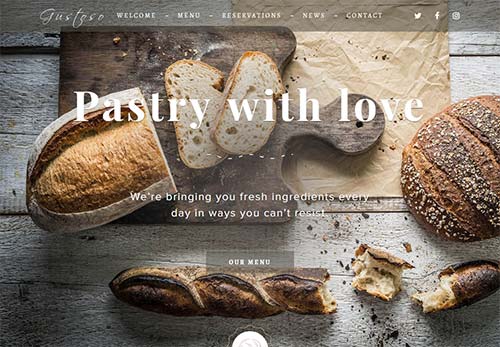 Gustoso
WELCOME – MENU – RESERVATIONS – NEWS – CONTACT
Pastry with love
We're bringing you fresh ingredients every
day in ways you can't resist
OUR MENU